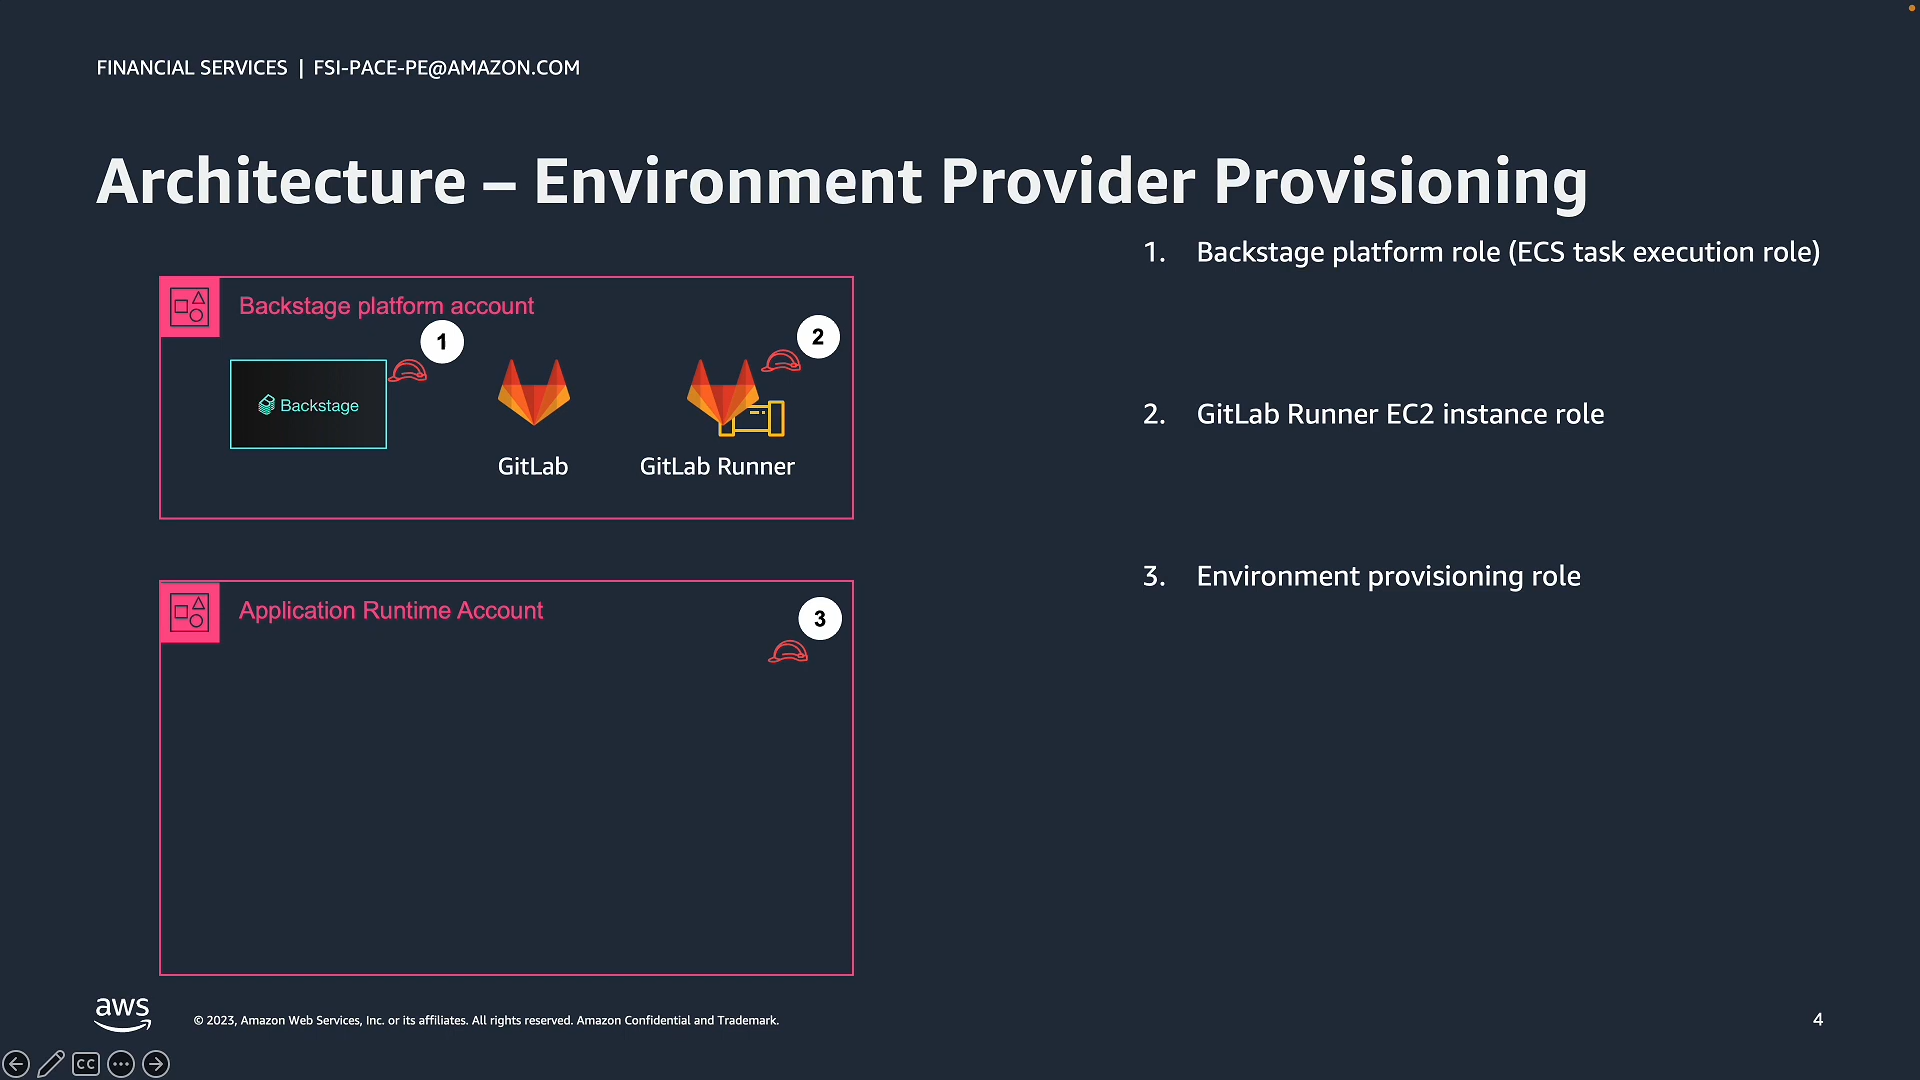 FINANCIAL SERVICES | FSI-PACE-PE@AMAZON.COM
Architecture – Environment Provider Provisioning
Backstage platform account
1
2
Backstage
GitLab
GitLab Runner
Application Runtime Account
3
1. Backstage platform role (ECS task execution role)
2. GitLab Runner EC2 instance role
3. Environment provisioning role
aws
© 2023, Amazon Web Services, Inc. or its affiliates. All rights reserved. Amazon Confidential and Trademark.
4
CC